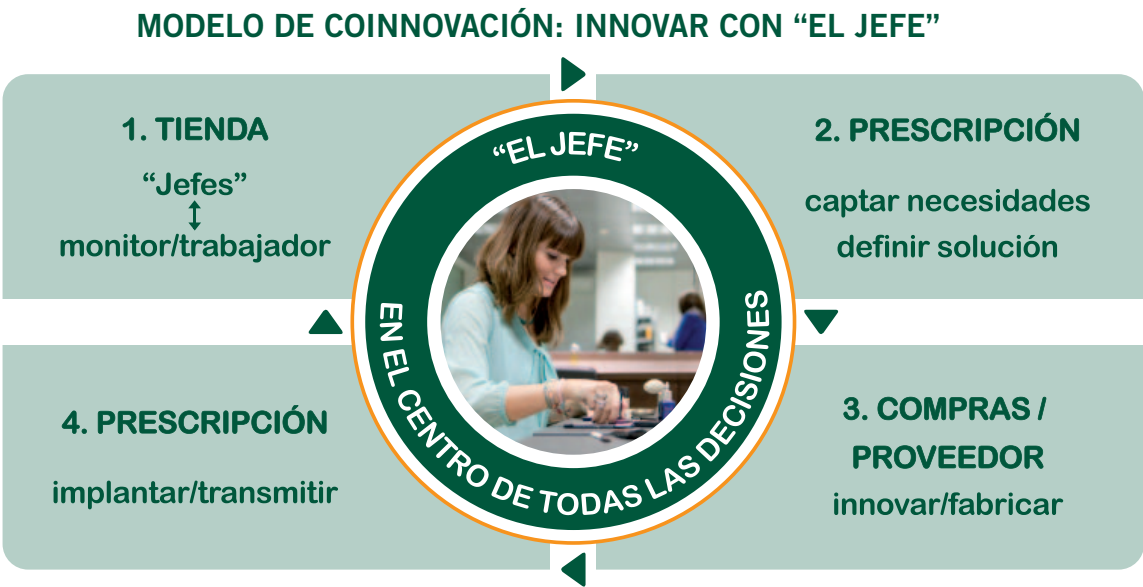 MODELO DE COINNOVACIÓN: INNOVAR CON “EL JEFE”
1. TIENDA
“Jefes”
monitor/trabajador
2. PRESCRIPCIÓN
captar necesidades
definir solución
“EL JEFE”
EN EL CENTRO DE TODAS LAS DECISIONES
3. COMPRAS /
PROVEEDOR
innovar/fabricar
4. PRESCRIPCIÓN
implantar/transmitir